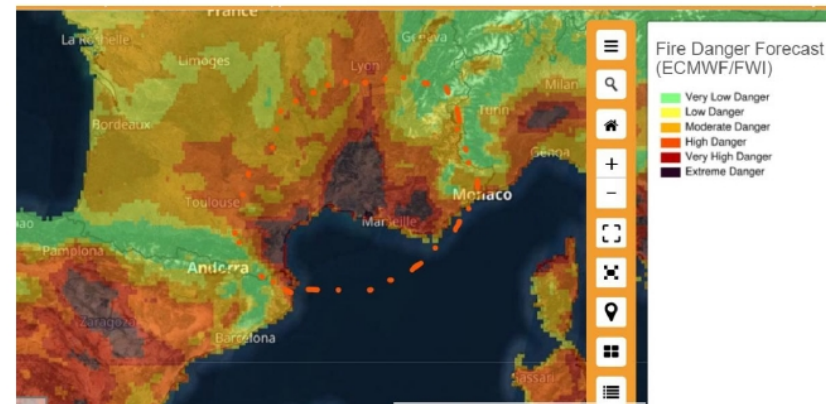 France
La Rochelle
Geneva
Limoges
Lyon
Milan
Turin
Bordeaux
Genoa
Toulouse
Monaco
Marseille
Pamplona
Andorra
Zaragoza
Barcelona
Sassari
Fire Danger Forecast
(ECMWF/FWI)
Very Low Danger
Low Danger
Moderate Danger
High Danger
Very High Danger
Extreme Danger